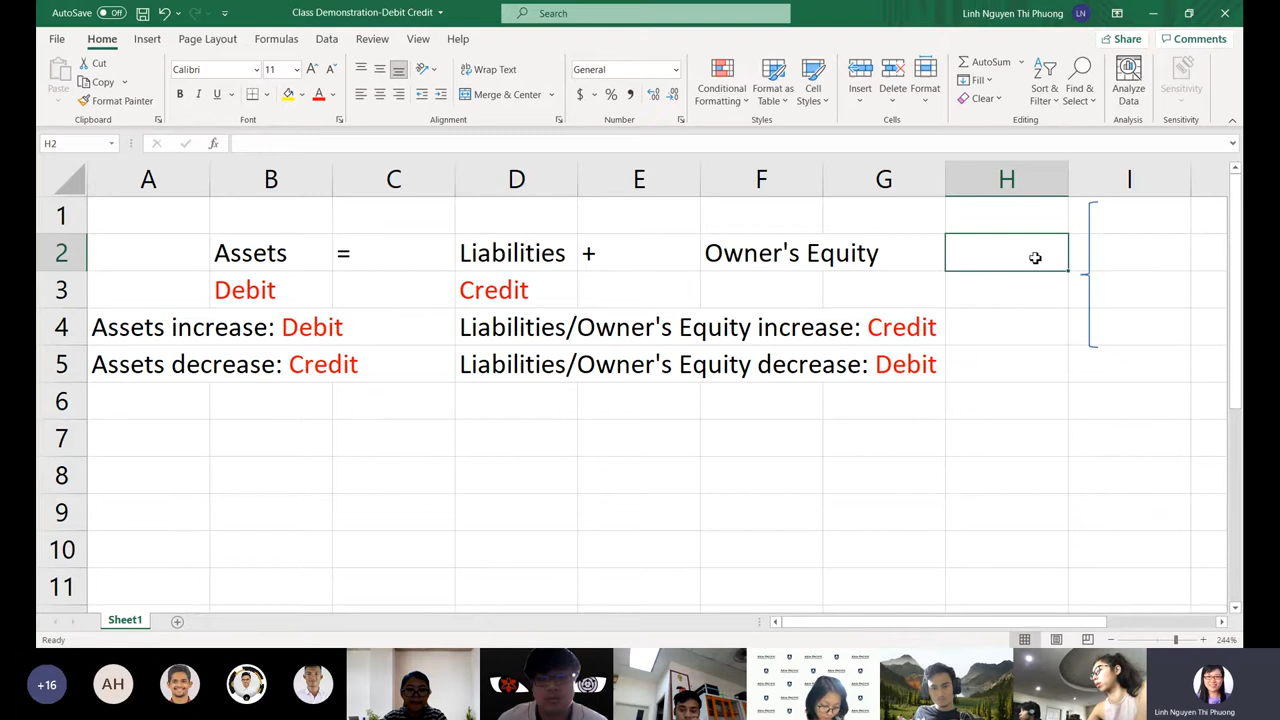 AutoSave Off Class Demonstration-Debit Credit Search Linh Nguyen Thi Phuong LN
File Home Insert Page Layout Formulas Data Review View Help Share Comments
Paste Cut Copy Format Painter
Calibri 11
B I U
Wrap Text
Merge & Center
General
$ %
Conditional Formatting
Format as Table
Cell Styles
Insert Delete Format
AutoSum
Fill
Clear
Sort & Filter
Find & Select
Analyze Data
Sensitivity
Clipboard Font Alignment Number Styles Cells Editing Analysis Sensitivity
H2 fx
A B C D E F G H I
1
2 Assets = Liabilities + Owner's Equity
3 Debit Credit
4 Assets increase: Debit Liabilities/Owner's Equity increase: Credit
5 Assets decrease: Credit Liabilities/Owner's Equity decrease: Debit
6
7
8
9
10
11
Sheet1
Ready 244%
+16 AH
Linh Nguyen Thi Phuong